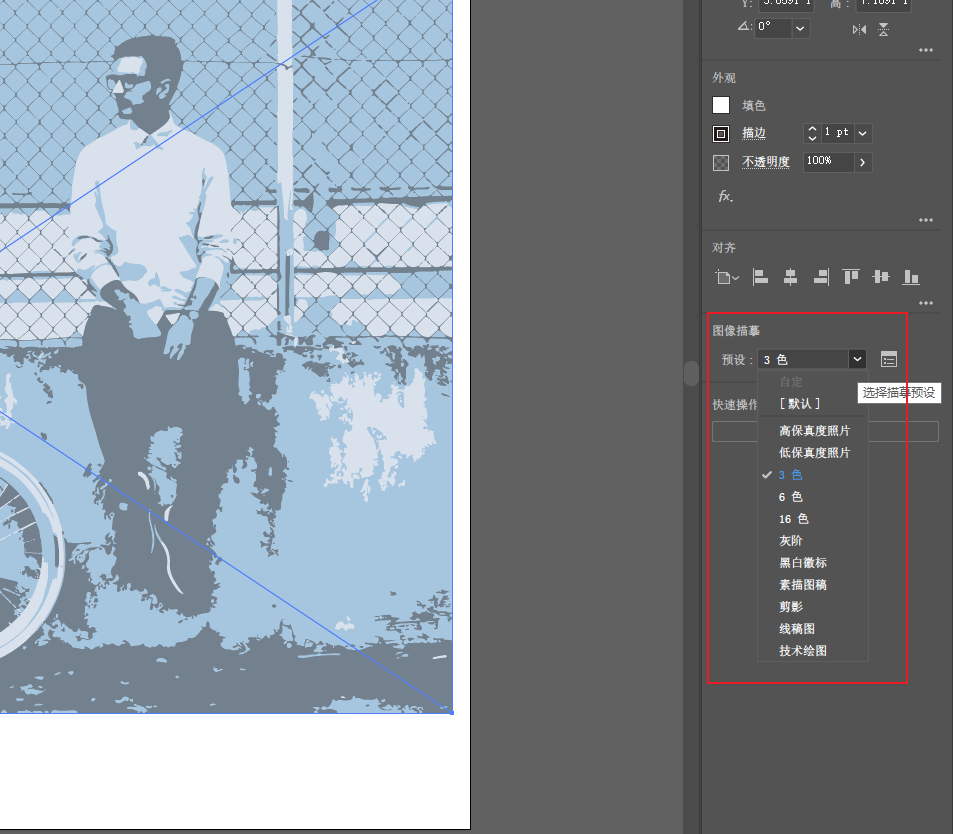 Y:
高：
0°
外观
填色
描边
1 pt
不透明度
100%
fx.
对齐
图像描摹
预设：
3 色
自定
选择描摹预设
[ 默认 ]
快速操作
高保真度照片
低保真度照片
3 色
6 色
16 色
灰阶
黑白徽标
素描图稿
剪影
线稿图
技术绘图